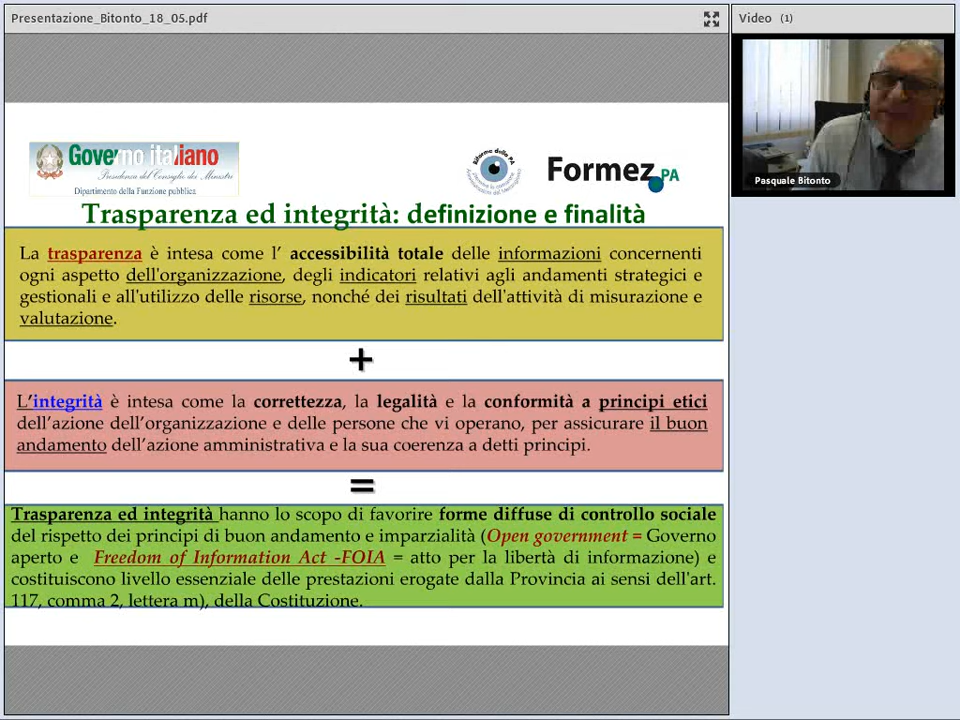 Presentazione_Bitonto_18_05.pdf
Video (1)
Pasquale Bitonto
Governo italiano
Presidenza del Consiglio dei Ministri
Dipartimento della Funzione pubblica
Riforme della PA
Formez PA
Trasparenza ed integrità: definizione e finalità
La trasparenza è intesa come l’ accessibilità totale delle informazioni concernenti
ogni aspetto dell'organizzazione, degli indicatori relativi agli andamenti strategici e
gestionali e all'utilizzo delle risorse, nonché dei risultati dell'attività di misurazione e
valutazione.
+
L’integrità è intesa come la correttezza, la legalità e la conformità a principi etici
dell’azione dell’organizzazione e delle persone che vi operano, per assicurare il buon
andamento dell’azione amministrativa e la sua coerenza a detti principi.
=
Trasparenza ed integrità hanno lo scopo di favorire forme diffuse di controllo sociale
del rispetto dei principi di buon andamento e imparzialità (Open government = Governo
aperto e Freedom of Information Act -FOIA = atto per la libertà di informazione) e
costituiscono livello essenziale delle prestazioni erogate dalla Provincia ai sensi dell'art.
117, comma 2, lettera m), della Costituzione.